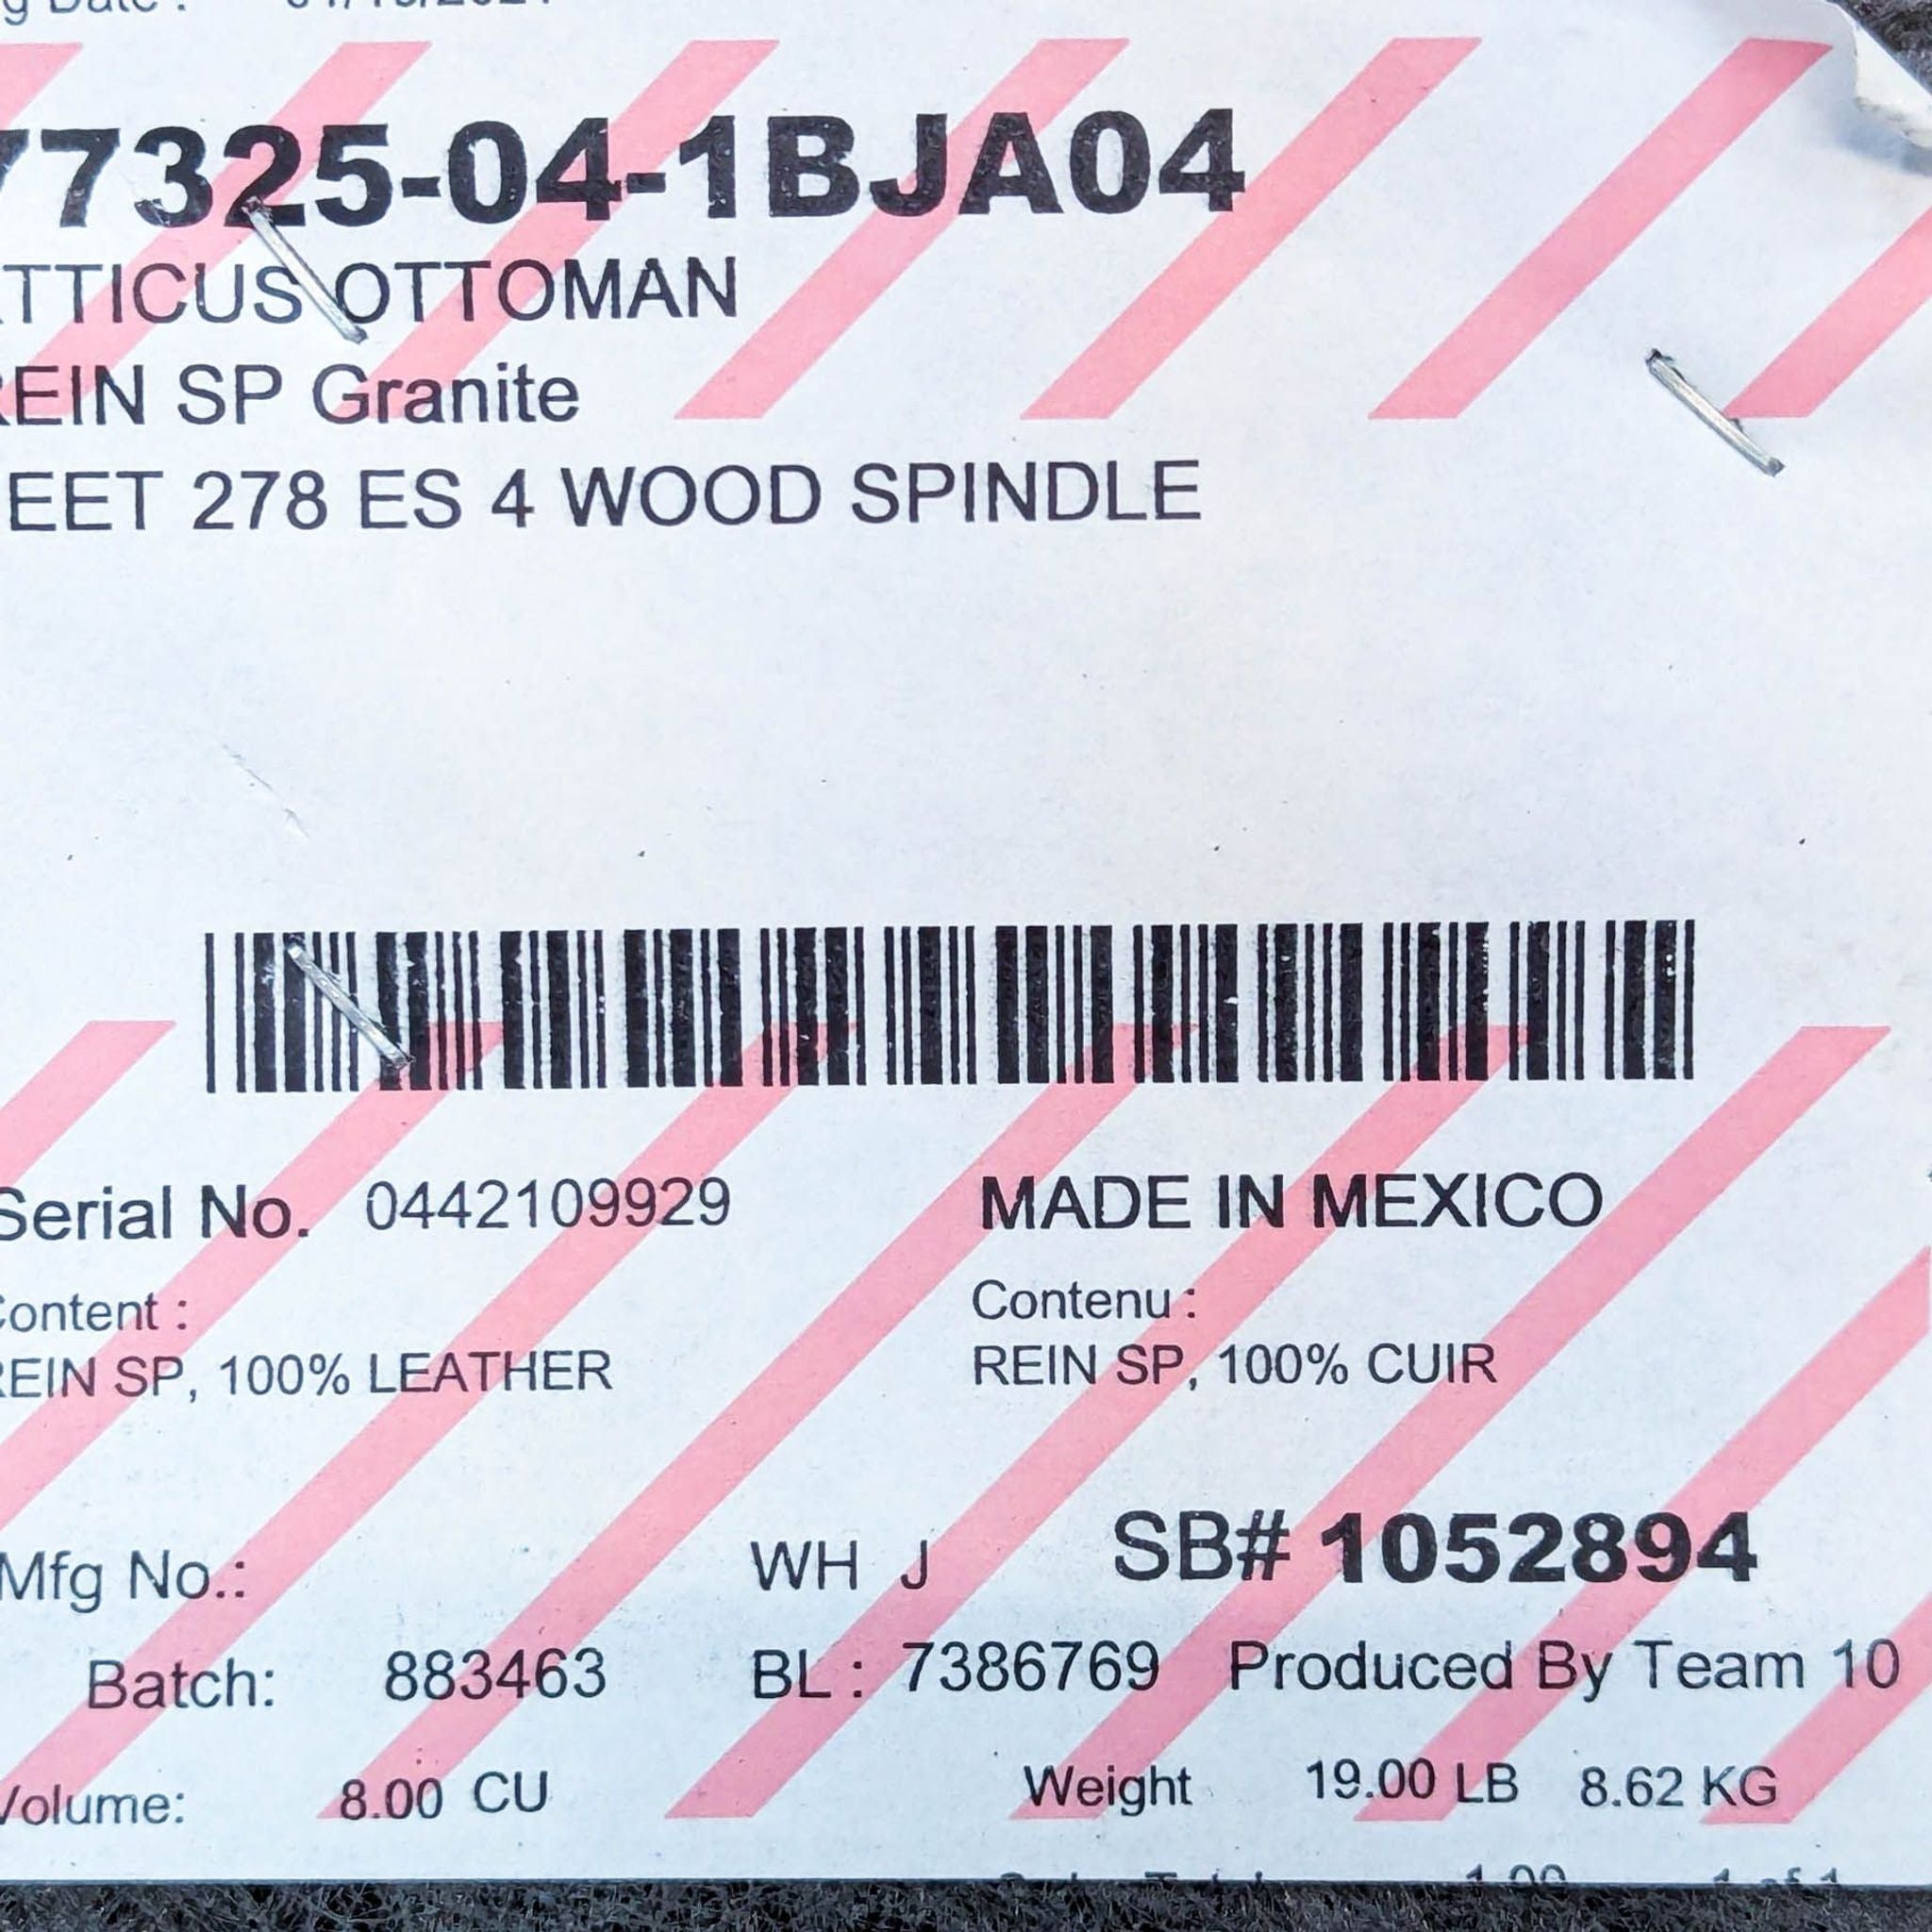 77325-04-1BJA04
TTICUS OTTOMAN
REIN SP Granite
EET 278 ES 4 WOOD SPINDLE
Serial No. 0442109929 MADE IN MEXICO
Content : Contenu :
REIN SP, 100% LEATHER REIN SP, 100% CUIR
Mfg No.: WH J SB# 1052894
Batch: 883463 BL : 7386769 Produced By Team 10
Volume: 8.00 CU Weight 19.00 LB 8.62 KG